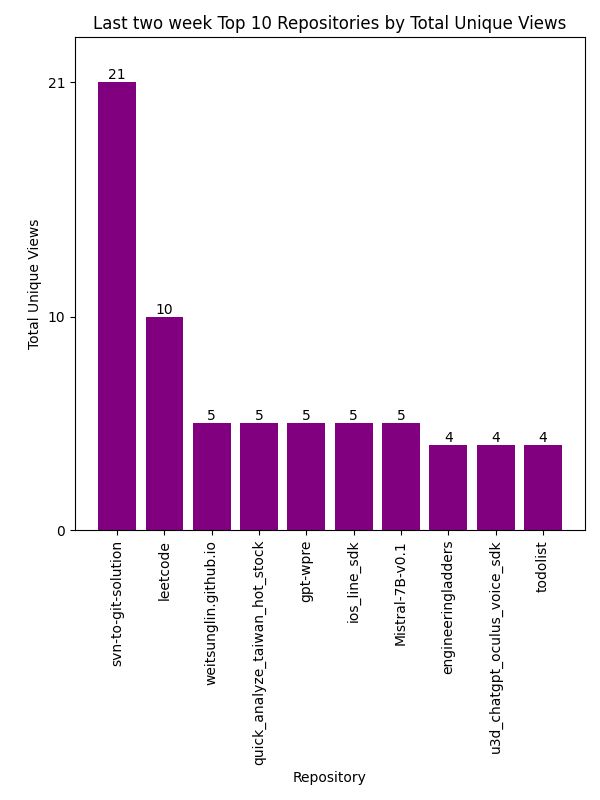 Last two week Top 10 Repositories by Total Unique Views
Total Unique Views
21
10
0
21
10
5
5
5
5
5
4
4
4
svn-to-git-solution
leetcode
weitsunglin.github.io
quick_analyze_taiwan_hot_stock
gpt-wpre
ios_line_sdk
Mistral-7B-v0.1
engineeringladders
u3d_chatgpt_oculus_voice_sdk
todolist
Repository